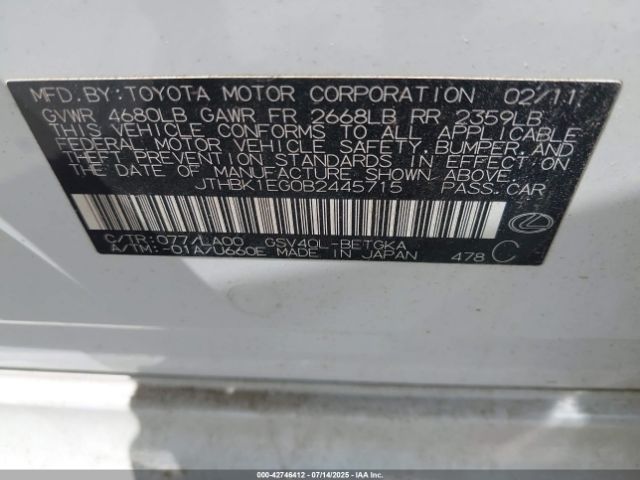 MFD.BY:TOYOTA MOTOR CORPORATION 02/11
GVWR 4680LB GAWR FR 2668LB RR 2359LB
THIS VEHICLE CONFORMS TO ALL APPLICABLE
FEDERAL MOTOR VEHICLE SAFETY,BUMPER,AND
THEFT PREVENTION STANDARDS IN EFFECT ON
THE DATE OF MANUFACTURE SHOWN ABOVE.
JTHBK1EG0B2445715 PASS.CAR
C/TR:077/LA00 GSV40L-BETGKA
A/TM:-01A/U660E MADE IN JAPAN 478 C
000-42746412 - 07/14/2025 - IAAI.COM